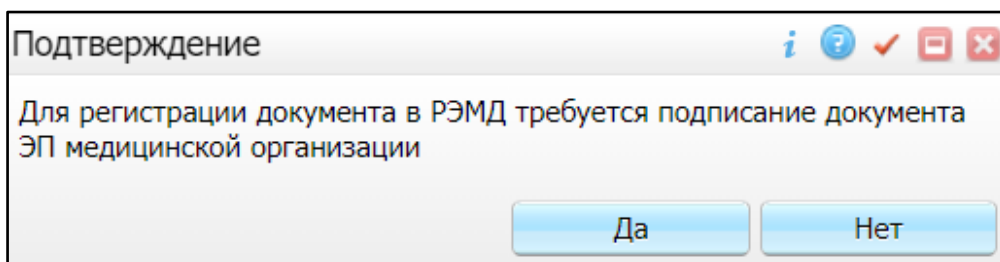 Подтверждение
Для регистрации документа в РЭМД требуется подписание документа
ЭП медицинской организации
Да Нет